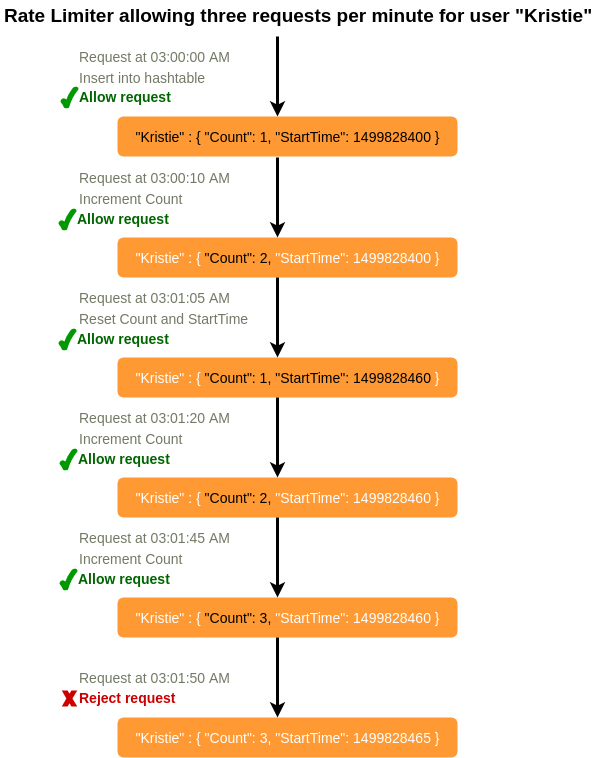 Rate Limiter allowing three requests per minute for user "Kristie"
Request at 03:00:00 AM
Insert into hashtable
Allow request
"Kristie" : { "Count": 1, "StartTime": 1499828400 }
Request at 03:00:10 AM
Increment Count
Allow request
"Kristie" : { "Count": 2, "StartTime": 1499828400 }
Request at 03:01:05 AM
Reset Count and StartTime
Allow request
"Kristie" : { "Count": 1, "StartTime": 1499828460 }
Request at 03:01:20 AM
Increment Count
Allow request
"Kristie" : { "Count": 2, "StartTime": 1499828460 }
Request at 03:01:45 AM
Increment Count
Allow request
"Kristie" : { "Count": 3, "StartTime": 1499828460 }
Request at 03:01:50 AM
Reject request
"Kristie" : { "Count": 3, "StartTime": 1499828465 }